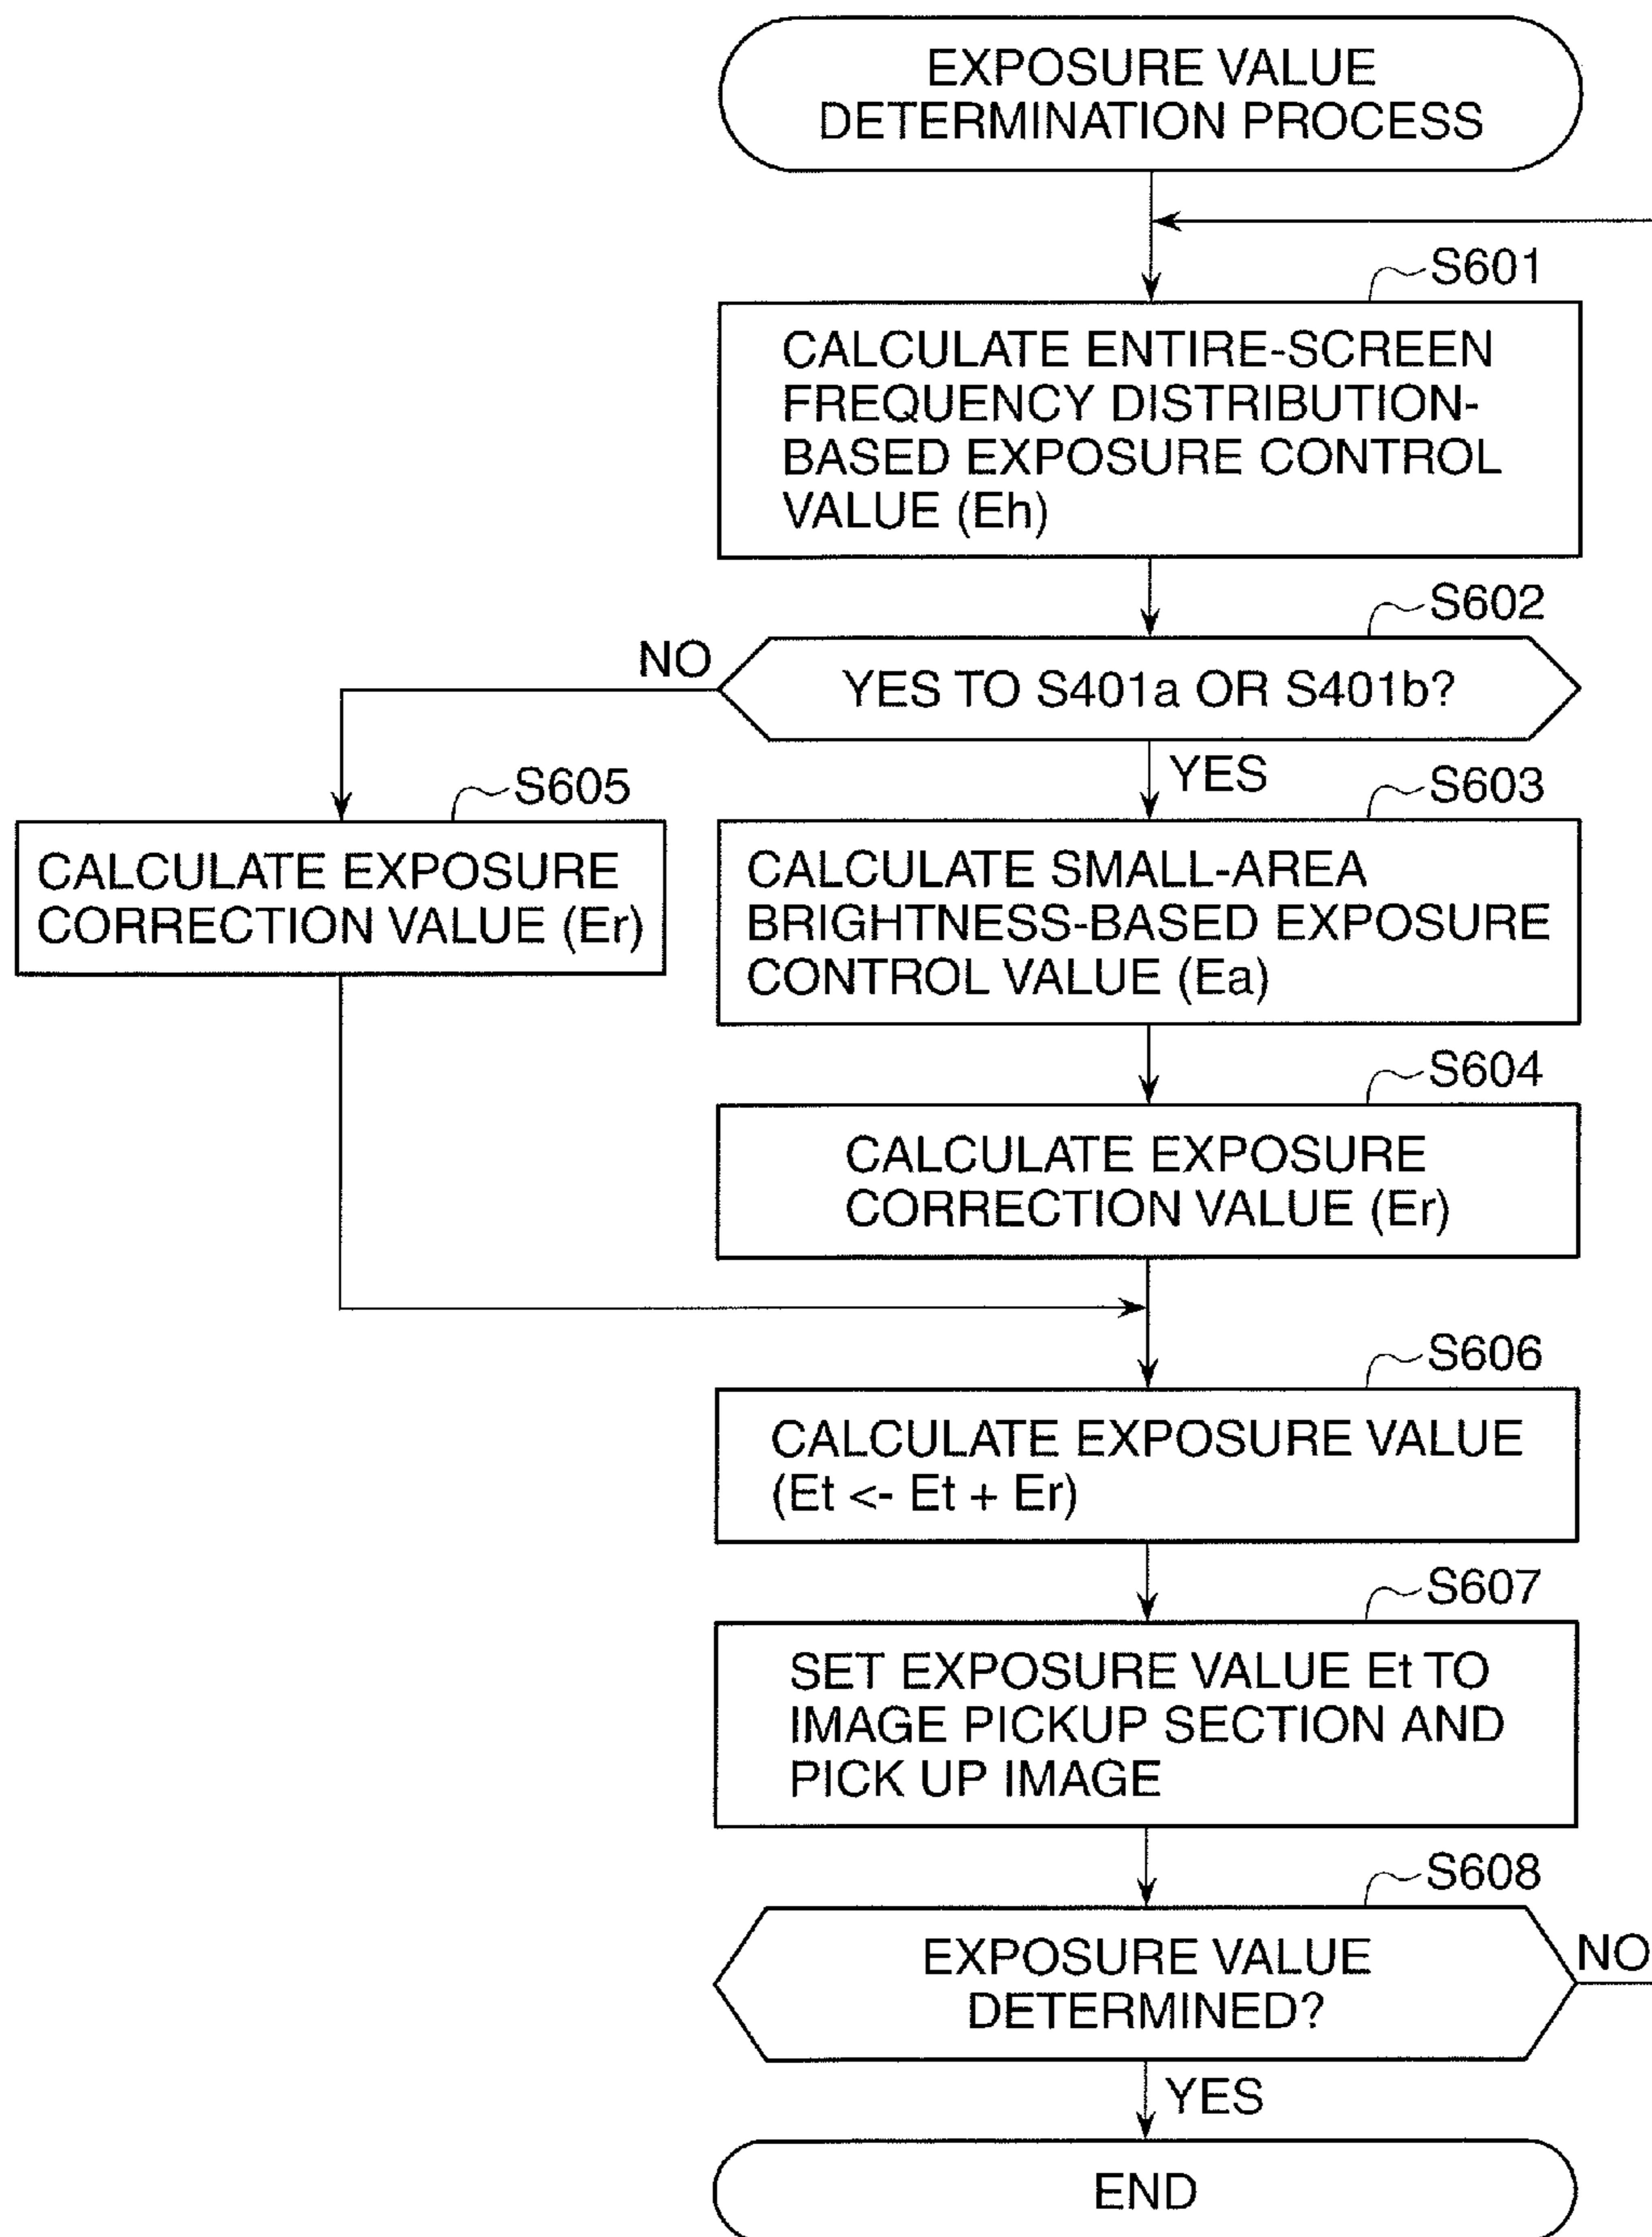 EXPOSURE VALUE
DETERMINATION PROCESS
S601
CALCULATE ENTIRE-SCREEN
FREQUENCY DISTRIBUTION-
BASED EXPOSURE CONTROL
VALUE (Eh)
S602
NO
YES TO S401a OR S401b?
YES
S605
CALCULATE EXPOSURE
CORRECTION VALUE (Er)
S603
CALCULATE SMALL-AREA
BRIGHTNESS-BASED EXPOSURE
CONTROL VALUE (Ea)
S604
CALCULATE EXPOSURE
CORRECTION VALUE (Er)
S606
CALCULATE EXPOSURE VALUE
(Et <- Et + Er)
S607
SET EXPOSURE VALUE Et TO
IMAGE PICKUP SECTION AND
PICK UP IMAGE
S608
EXPOSURE VALUE
DETERMINED?
NO
YES
END